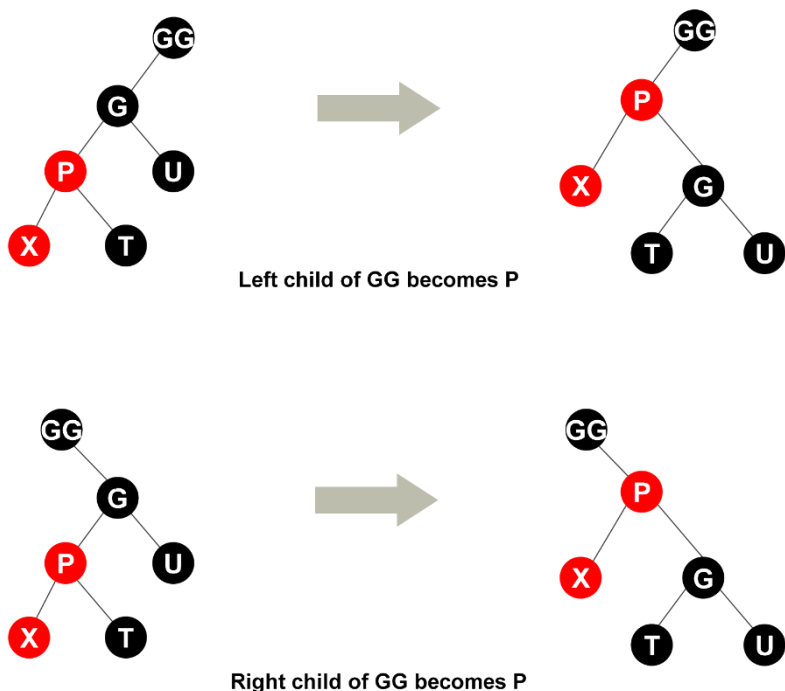 GG GG
G P
P U X G
X T T U
Left child of GG becomes P
GG GG
G P
P U X G
X T T U
Right child of GG becomes P